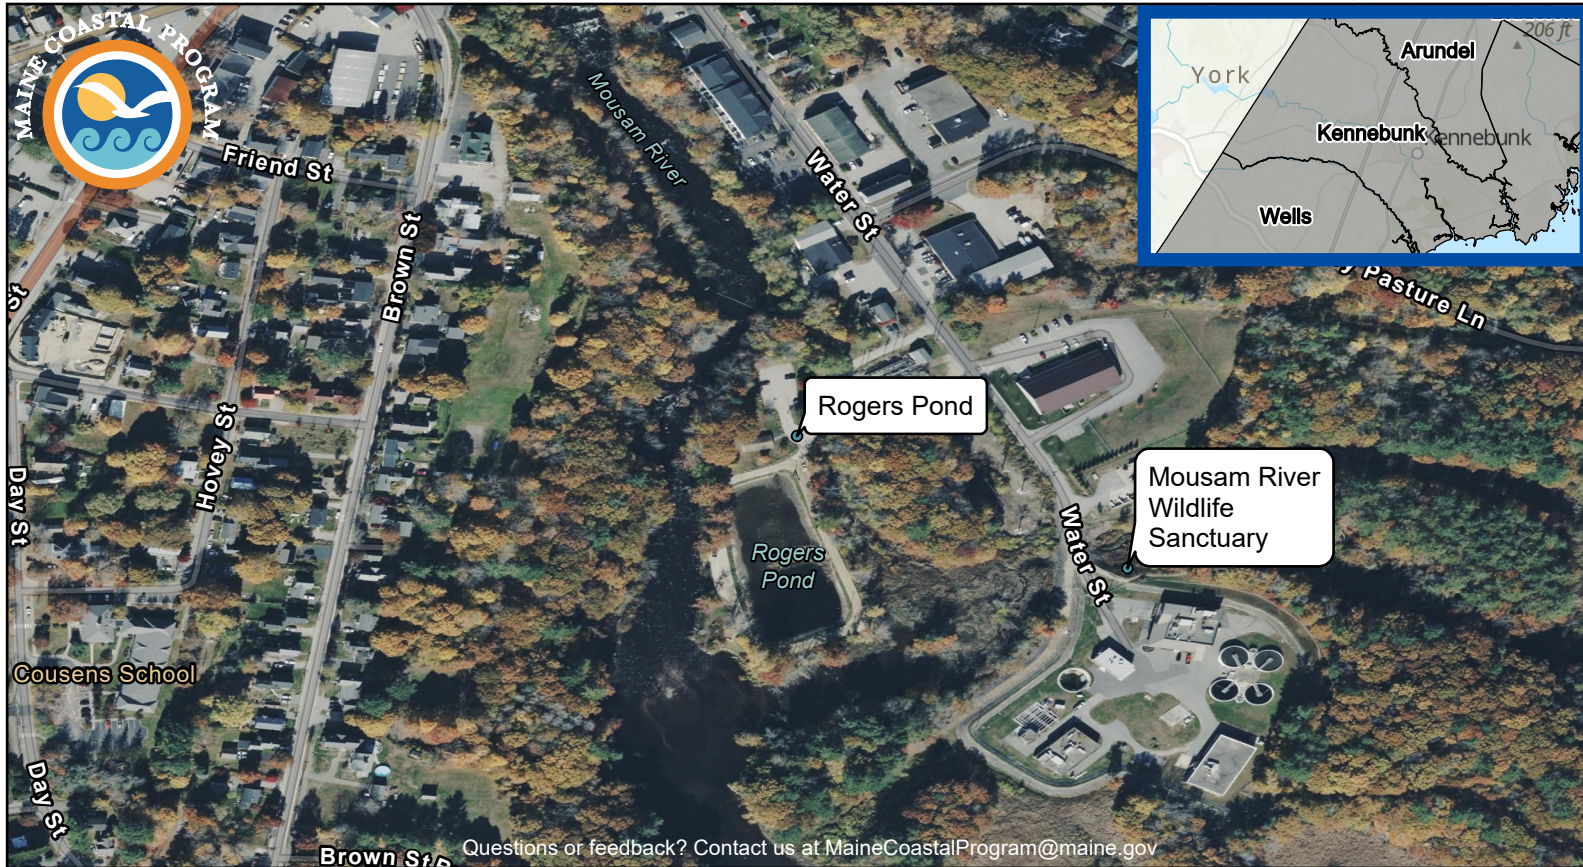 MAINE COASTAL PROGRAM
206 ft
Arundel
York
Kennebunk
Kennebunk
Wells
Mousam River
Friend St
Water St
Brown St
Pasture Ln
St
Rogers Pond
Hovey St
Day St
Mousam River
Wildlife
Sanctuary
Water St
Rogers
Pond
Cousens School
Day St
Brown St
Questions or feedback? Contact us at MaineCoastalProgram@maine.gov